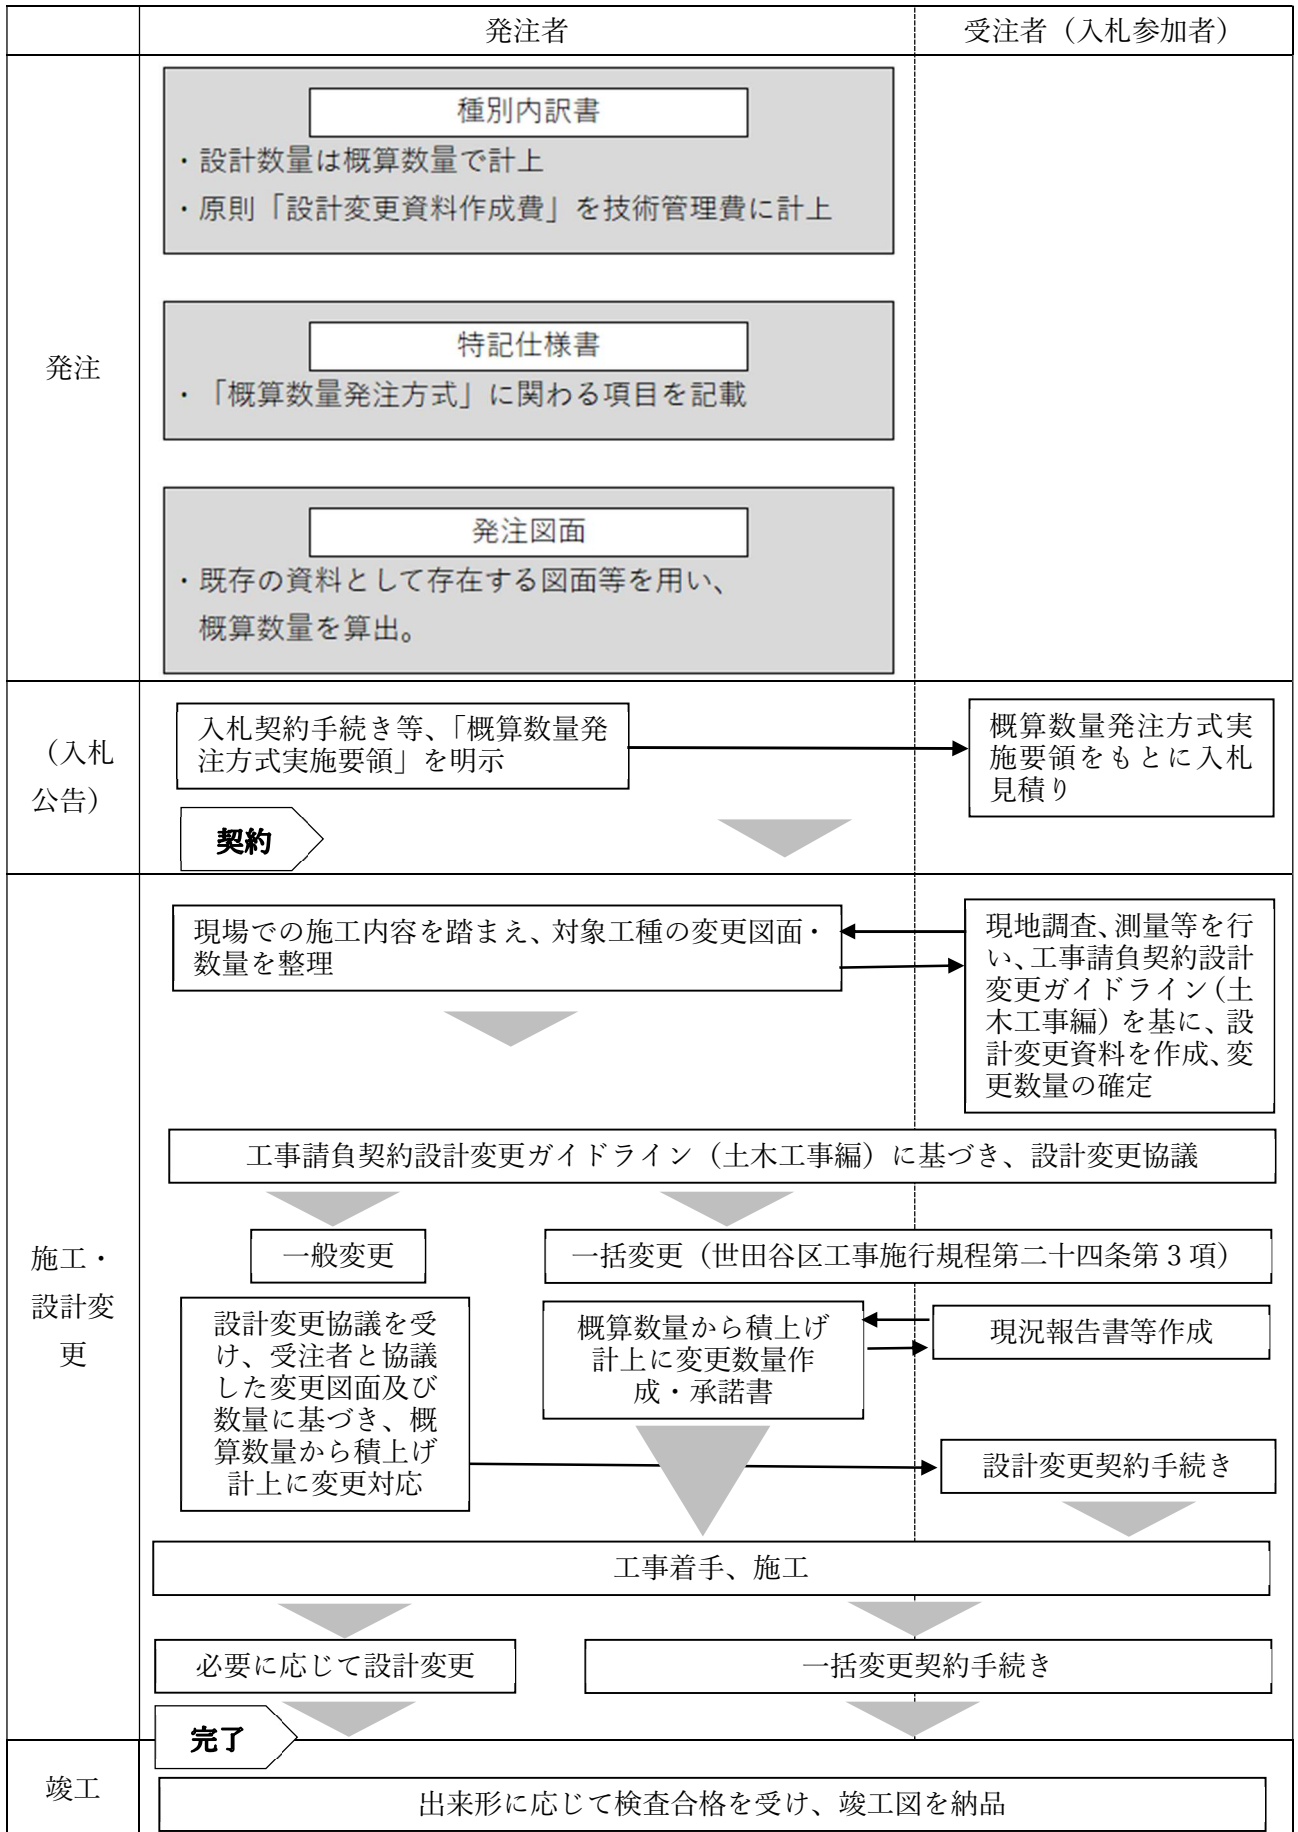 発注者
受注者（入札参加者）
発注
種別内訳書
・設計数量は概算数量で計上
・原則「設計変更資料作成費」を技術管理費に計上
特記仕様書
・「概算数量発注方式」に関わる項目を記載
発注図面
・既存の資料として存在する図面等を用い、
概算数量を算出。
（入札
公告）
入札契約手続き等、「概算数量発
注方式実施要領」を明示
概算数量発注方式実
施要領をもとに入札
見積り
契約
施工・
設計変
更
現場での施工内容を踏まえ、対象工種の変更図面・
数量を整理
現地調査、測量等を行
い、工事請負契約設計
変更ガイドライン（土
木工事編）を基に、設
計変更資料を作成、変
更数量の確定
工事請負契約設計変更ガイドライン（土木工事編）に基づき、設計変更協議
一般変更
一括変更（世田谷区工事施行規程第二十四条第3項）
設計変更協議を受
け、受注者と協議
した変更図面及び
数量に基づき、概
算数量から積上げ
計上に変更対応
概算数量から積上げ
計上に変更数量作
成・承諾書
現況報告書等作成
設計変更契約手続き
工事着手、施工
必要に応じて設計変更
一括変更契約手続き
完了
竣工
出来形に応じて検査合格を受け、竣工図を納品